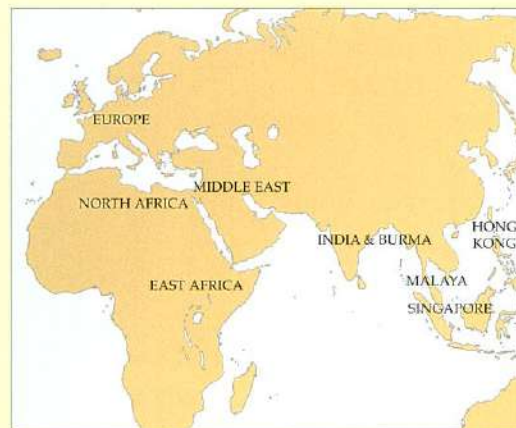 EUROPE
MIDDLE EAST
NORTH AFRICA
HONG
KONG
INDIA & BURMA
EAST AFRICA
MALAYA
SINGAPORE